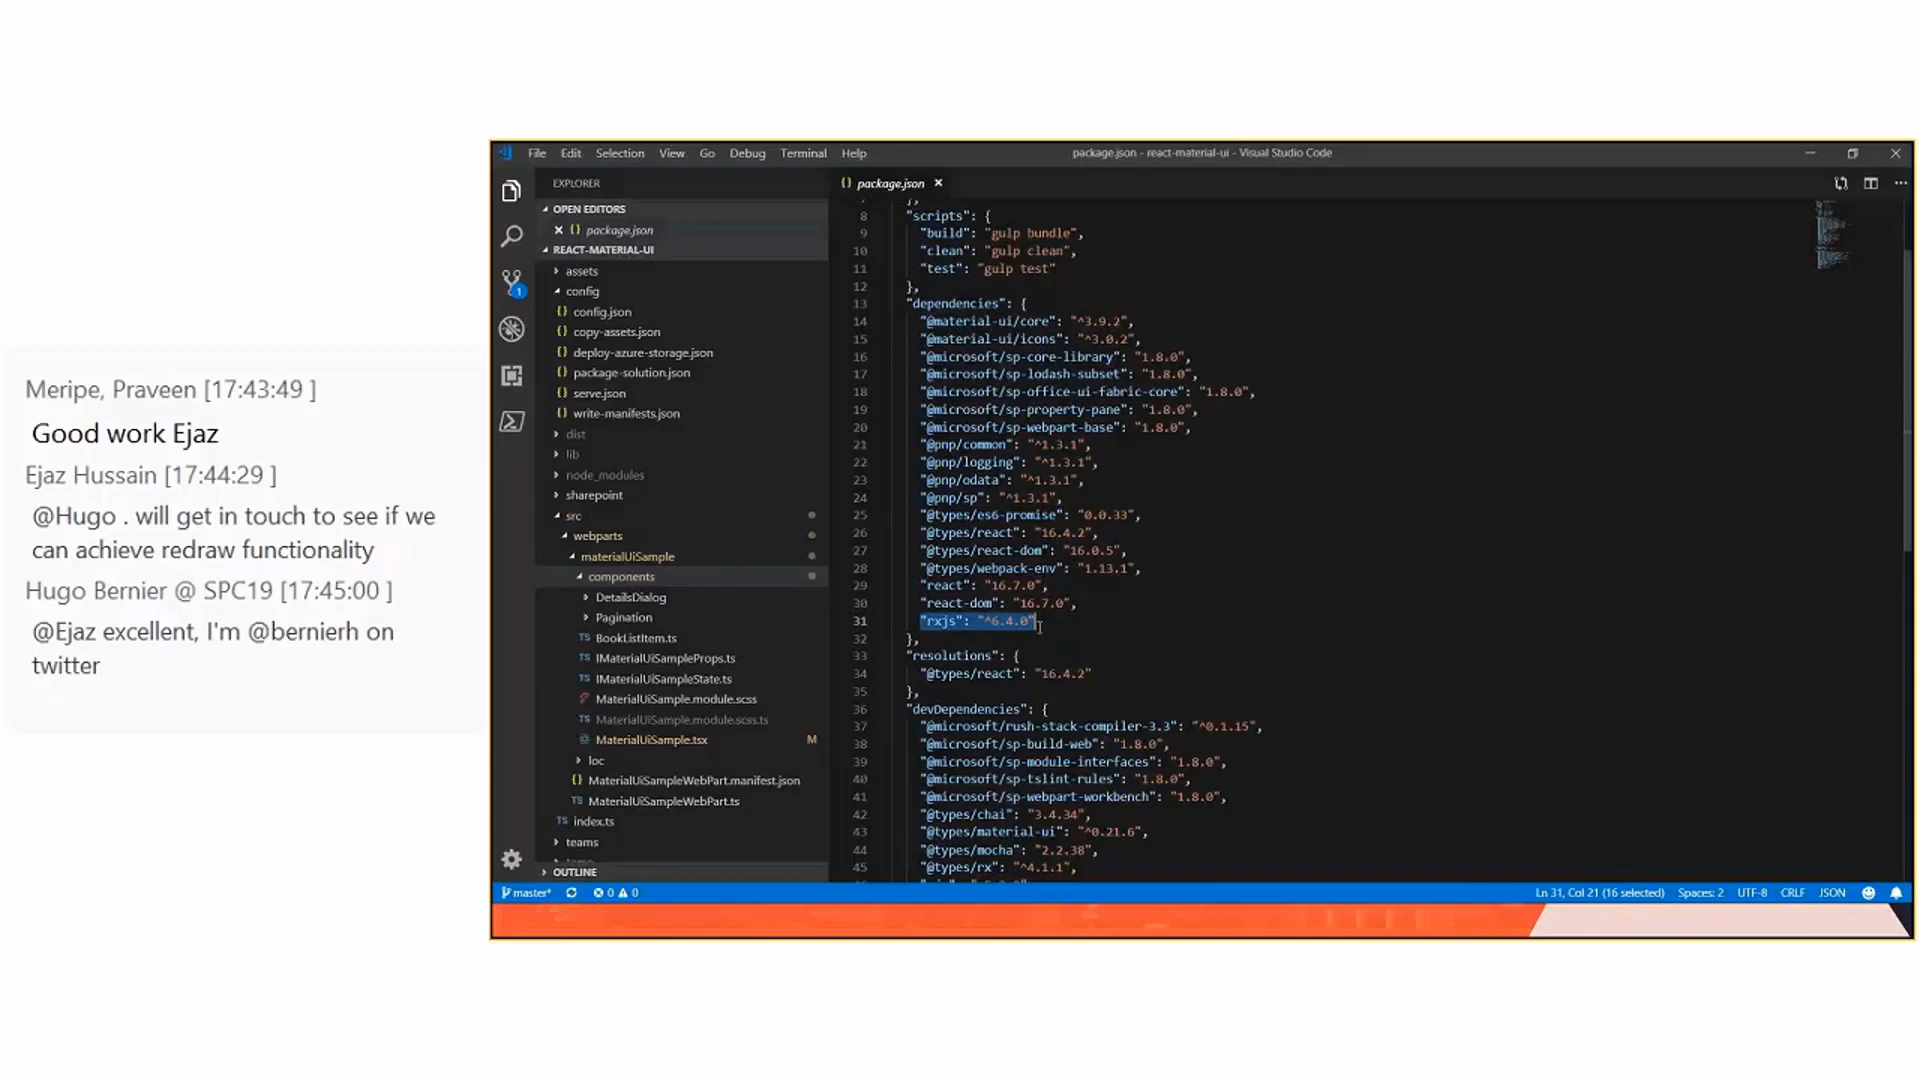 Meripe, Praveen [17:43:49 ]
Good work Ejaz
Ejaz Hussain [17:44:29 ]
@Hugo . will get in touch to see if we
can achieve redraw functionality
Hugo Bernier @ SPC19 [17:45:00 ]
@Ejaz excellent, I'm @bernierh on
twitter
File Edit Selection View Go Debug Terminal Help
package.json - react-material-ui - Visual Studio Code
EXPLORER
OPEN EDITORS
{} package.json
REACT-MATERIAL-UI
assets
config
{} config.json
{} copy-assets.json
{} deploy-azure-storage.json
{} package-solution.json
{} serve.json
{} write-manifests.json
dist
lib
node_modules
sharepoint
src
webparts
materialUiSample
components
DetailsDialog
Pagination
TS BookListItem.ts
TS IMaterialUiSampleProps.ts
TS IMaterialUiSampleState.ts
MaterialUiSample.module.scss
TS MaterialUiSample.module.scss.ts
MaterialUiSample.tsx M
loc
{} MaterialUiSampleWebPart.manifest.json
TS MaterialUiSampleWebPart.ts
TS index.ts
teams
OUTLINE
1
{} package.json
8 "scripts": {
9 "build": "gulp bundle",
10 "clean": "gulp clean",
11 "test": "gulp test"
12 },
13 "dependencies": {
14 "@material-ui/core": "^3.9.2",
15 "@material-ui/icons": "^3.0.2",
16 "@microsoft/sp-core-library": "1.8.0",
17 "@microsoft/sp-lodash-subset": "1.8.0",
18 "@microsoft/sp-office-ui-fabric-core": "1.8.0",
19 "@microsoft/sp-property-pane": "1.8.0",
20 "@microsoft/sp-webpart-base": "1.8.0",
21 "@pnp/common": "^1.3.1",
22 "@pnp/logging": "^1.3.1",
23 "@pnp/odata": "^1.3.1",
24 "@pnp/sp": "^1.3.1",
25 "@types/es6-promise": "0.0.33",
26 "@types/react": "16.4.2",
27 "@types/react-dom": "16.0.5",
28 "@types/webpack-env": "1.13.1",
29 "react": "16.7.0",
30 "react-dom": "16.7.0",
31 "rxjs": "^6.4.0"
32 },
33 "resolutions": {
34 "@types/react": "16.4.2"
35 },
36 "devDependencies": {
37 "@microsoft/rush-stack-compiler-3.3": "^0.1.15",
38 "@microsoft/sp-build-web": "1.8.0",
39 "@microsoft/sp-module-interfaces": "1.8.0",
40 "@microsoft/sp-tslint-rules": "1.8.0",
41 "@microsoft/sp-webpart-workbench": "1.8.0",
42 "@types/chai": "3.4.34",
43 "@types/material-ui": "^0.21.6",
44 "@types/mocha": "2.2.38",
45 "@types/rx": "^4.1.1",
master* 0 0
Ln 31, Col 21 (16 selected) Spaces: 2 UTF-8 CRLF JSON